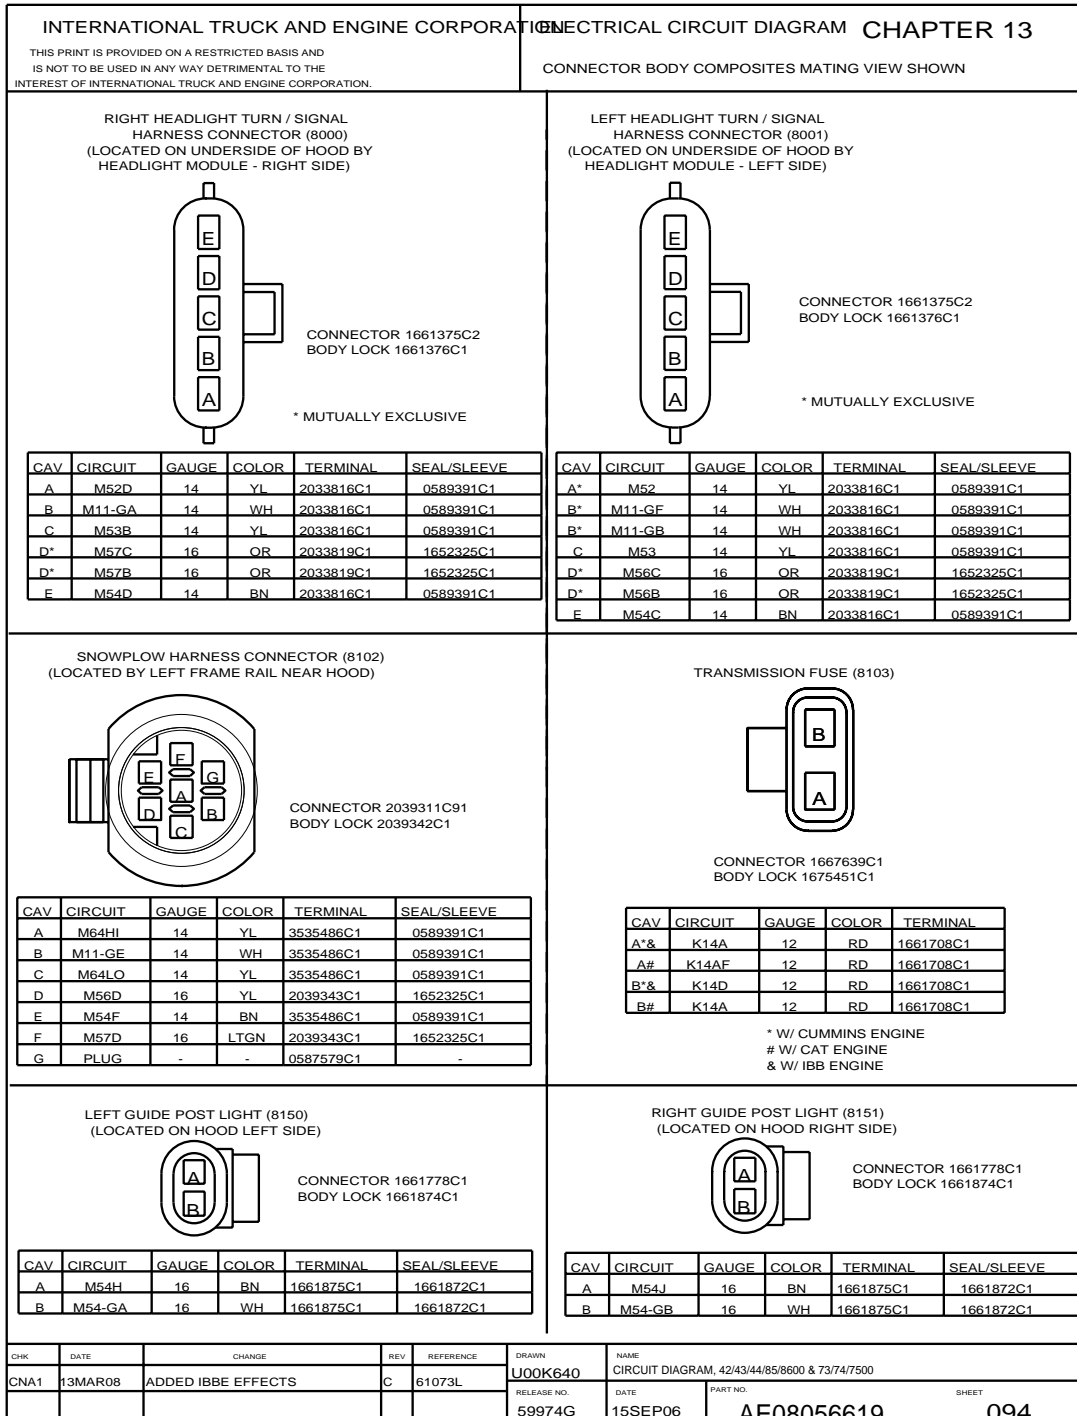 INTERNATIONAL TRUCK AND ENGINE CORPORATION
THIS PRINT IS PROVIDED ON A RESTRICTED BASIS AND
IS NOT TO BE USED IN ANY WAY DETRIMENTAL TO THE
INTEREST OF INTERNATIONAL TRUCK AND ENGINE CORPORATION.
ELECTRICAL CIRCUIT DIAGRAM CHAPTER 13
CONNECTOR BODY COMPOSITES MATING VIEW SHOWN
RIGHT HEADLIGHT TURN / SIGNAL
HARNESS CONNECTOR (8000)
(LOCATED ON UNDERSIDE OF HOOD BY
HEADLIGHT MODULE - RIGHT SIDE)
E
D
C
B
A
CONNECTOR 1661375C2
BODY LOCK 1661376C1
* MUTUALLY EXCLUSIVE
CAV CIRCUIT GAUGE COLOR TERMINAL SEAL/SLEEVE
A M52D 14 YL 2033816C1 0589391C1
B M11-GA 14 WH 2033816C1 0589391C1
C M53B 14 YL 2033816C1 0589391C1
D* M57C 16 OR 2033819C1 1652325C1
D* M57B 16 OR 2033819C1 1652325C1
E M54D 14 BN 2033816C1 0589391C1
LEFT HEADLIGHT TURN / SIGNAL
HARNESS CONNECTOR (8001)
(LOCATED ON UNDERSIDE OF HOOD BY
HEADLIGHT MODULE - LEFT SIDE)
E
D
C
B
A
CONNECTOR 1661375C2
BODY LOCK 1661376C1
* MUTUALLY EXCLUSIVE
CAV CIRCUIT GAUGE COLOR TERMINAL SEAL/SLEEVE
A* M52 14 YL 2033816C1 0589391C1
B* M11-GF 14 WH 2033816C1 0589391C1
B* M11-GB 14 WH 2033816C1 0589391C1
C M53 14 YL 2033816C1 0589391C1
D* M56C 16 OR 2033819C1 1652325C1
D* M56B 16 OR 2033819C1 1652325C1
E M54C 14 BN 2033816C1 0589391C1
SNOWPLOW HARNESS CONNECTOR (8102)
(LOCATED BY LEFT FRAME RAIL NEAR HOOD)
F
E G
A
D B
C
CONNECTOR 2039311C91
BODY LOCK 2039342C1
CAV CIRCUIT GAUGE COLOR TERMINAL SEAL/SLEEVE
A M64HI 14 YL 3535486C1 0589391C1
B M11-GE 14 WH 3535486C1 0589391C1
C M64LO 14 YL 3535486C1 0589391C1
D M56D 16 YL 2039343C1 1652325C1
E M54F 14 BN 3535486C1 0589391C1
F M57D 16 LTGN 2039343C1 1652325C1
G PLUG - - 0587579C1 -
TRANSMISSION FUSE (8103)
B
A
CONNECTOR 1667639C1
BODY LOCK 1675451C1
CAV CIRCUIT GAUGE COLOR TERMINAL
A*& K14A 12 RD 1661708C1
A# K14AF 12 RD 1661708C1
B*& K14D 12 RD 1661708C1
B# K14A 12 RD 1661708C1
* W/ CUMMINS ENGINE
# W/ CAT ENGINE
& W/ IBB ENGINE
LEFT GUIDE POST LIGHT (8150)
(LOCATED ON HOOD LEFT SIDE)
A
B
CONNECTOR 1661778C1
BODY LOCK 1661874C1
CAV CIRCUIT GAUGE COLOR TERMINAL SEAL/SLEEVE
A M54H 16 BN 1661875C1 1661872C1
B M54-GA 16 WH 1661875C1 1661872C1
RIGHT GUIDE POST LIGHT (8151)
(LOCATED ON HOOD RIGHT SIDE)
A
B
CONNECTOR 1661778C1
BODY LOCK 1661874C1
CAV CIRCUIT GAUGE COLOR TERMINAL SEAL/SLEEVE
A M54J 16 BN 1661875C1 1661872C1
B M54-GB 16 WH 1661875C1 1661872C1
CHK DATE CHANGE REV REFERENCE
CNA1 13MAR08 ADDED IBBE EFFECTS C 61073L
DRAWN
U00K640
NAME
CIRCUIT DIAGRAM, 42/43/44/85/8600 & 73/74/7500
RELEASE NO. DATE PART NO. SHEET
59974G 15SEP06 AE08056619 094